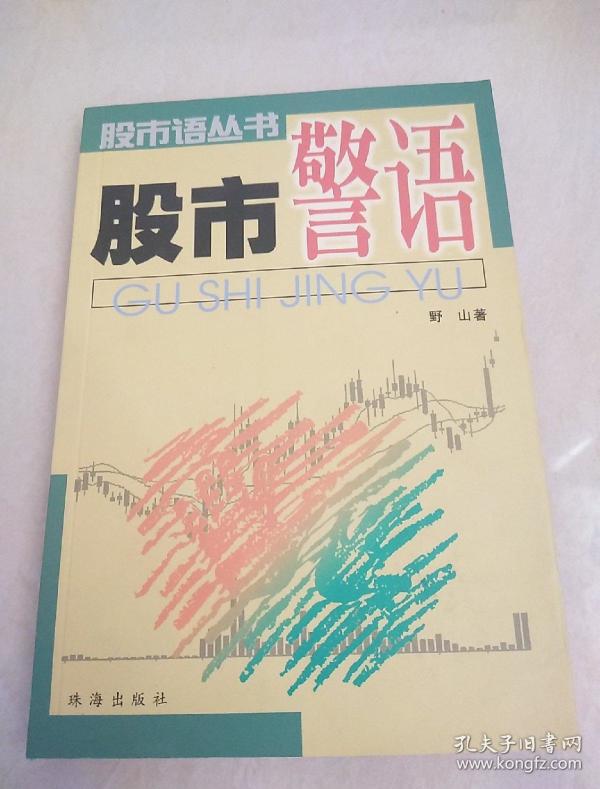 股市语丛书
股市警语
GU SHI JING YU
野 山著
珠海出版社
孔夫子旧书网
www.kongfz.com